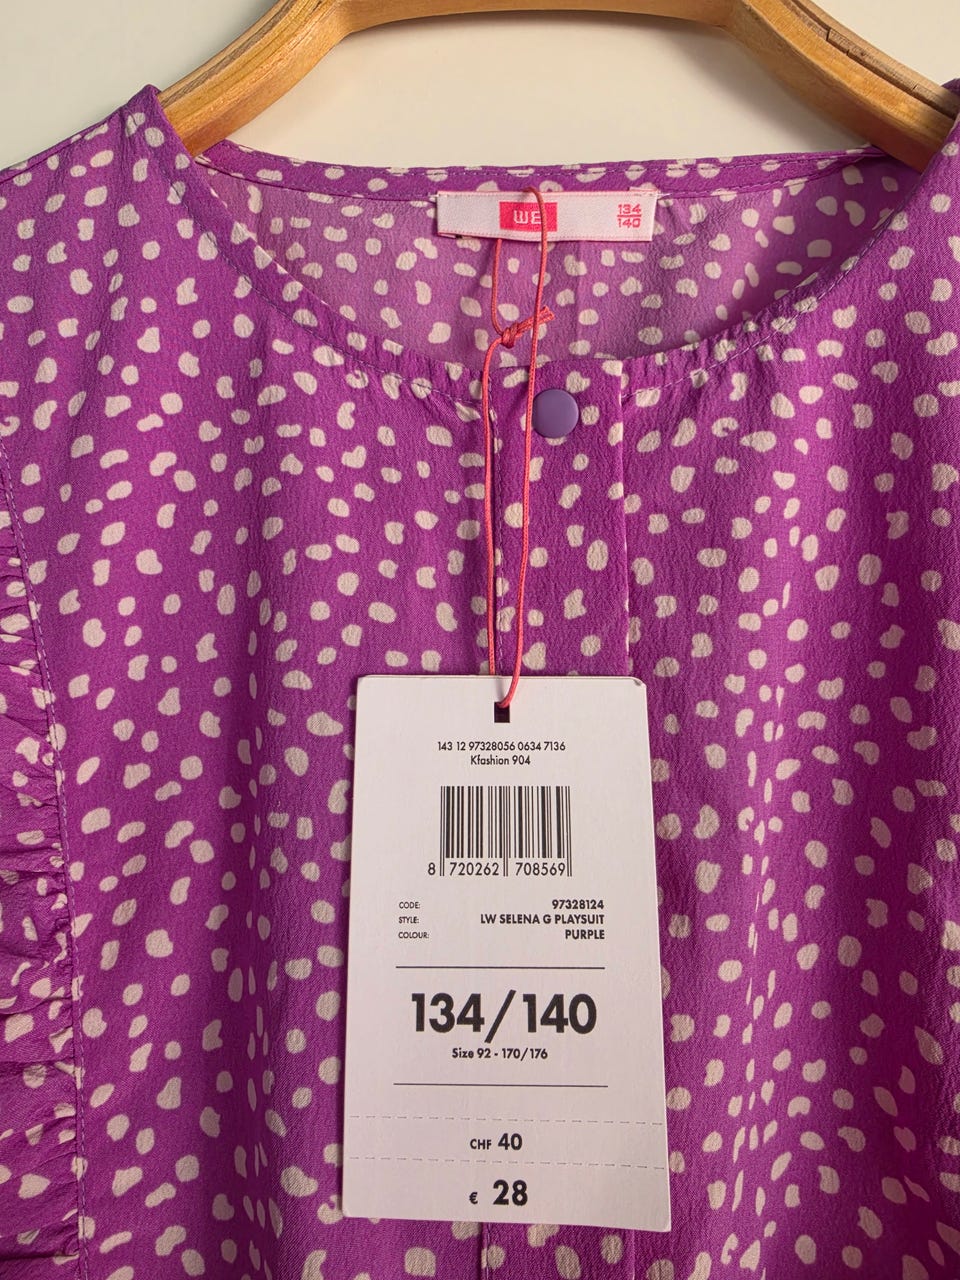 WE
134
140
143 12 97328056 0634 7136
Kfashion 904
8 720262 708569
CODE: 97328124
STYLE: LW SELENA G PLAYSUIT
COLOUR: PURPLE
134/140
Size 92 - 170/176
CHF 40
€ 28